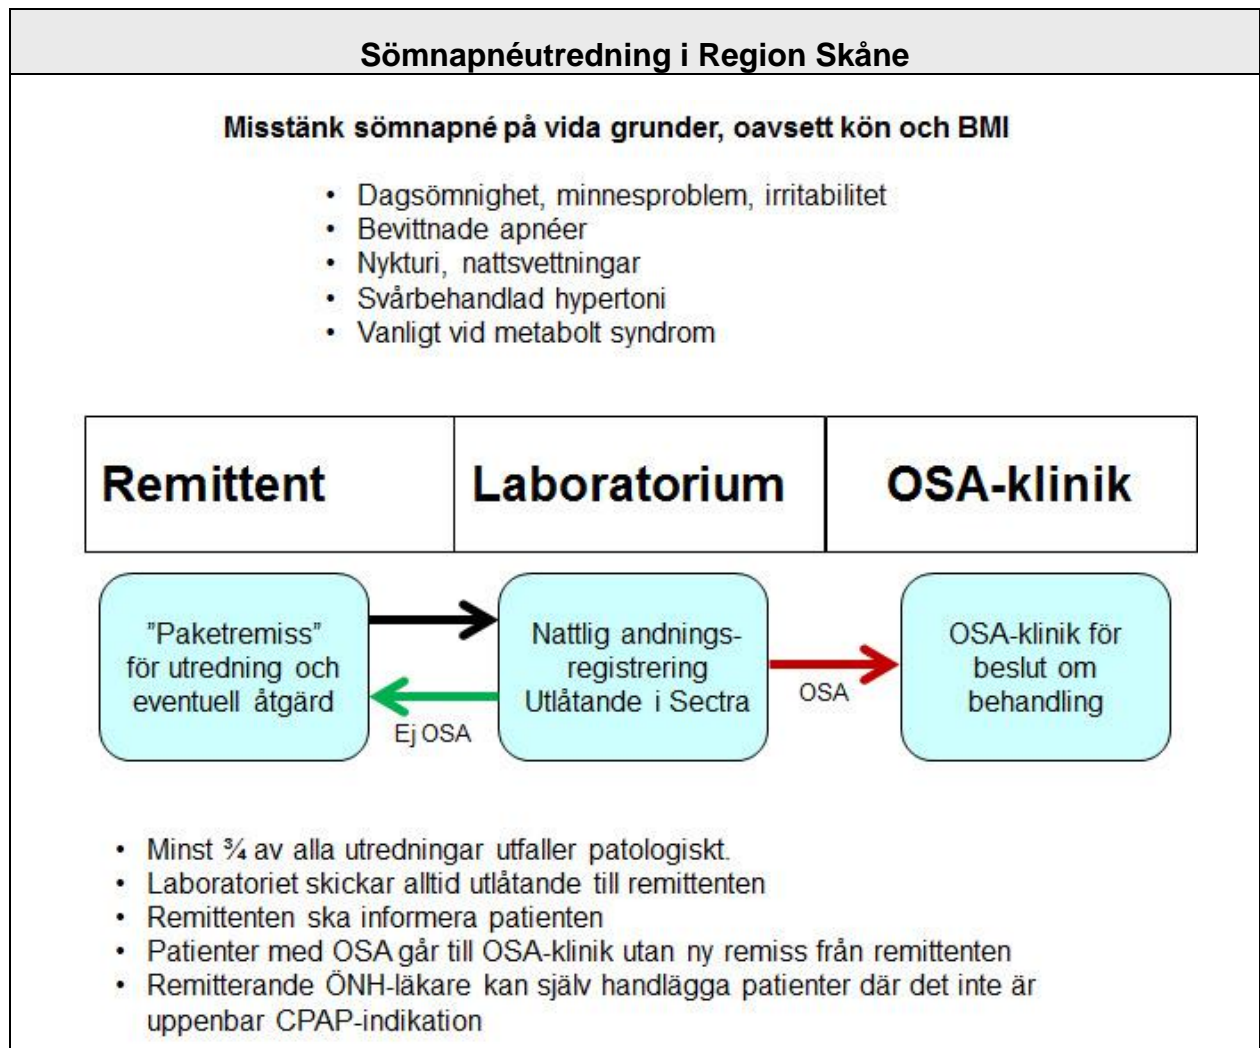 Sömnapnéutredning i Region Skåne
Misstänk sömnapné på vida grunder, oavsett kön och BMI
• Dagsömnighet, minnesproblem, irritabilitet
• Bevittnade apnéer
• Nykturi, nattsvettningar
• Svårbehandlad hypertoni
• Vanligt vid metabolt syndrom
Remittent
Laboratorium
OSA-klinik
"Paketremiss"
för utredning och
eventuell åtgärd
Ej OSA
Nattlig andnings-
registrering
Utlåtande i Sectra
OSA
OSA-klinik för
beslut om
behandling
• Minst ¾ av alla utredningar utfaller patologiskt.
• Laboratoriet skickar alltid utlåtande till remittenten
• Remittenten ska informera patienten
• Patienter med OSA går till OSA-klinik utan ny remiss från remittenten
• Remitterande ÖNH-läkare kan själv handlägga patienter där det inte är
uppenbar CPAP-indikation